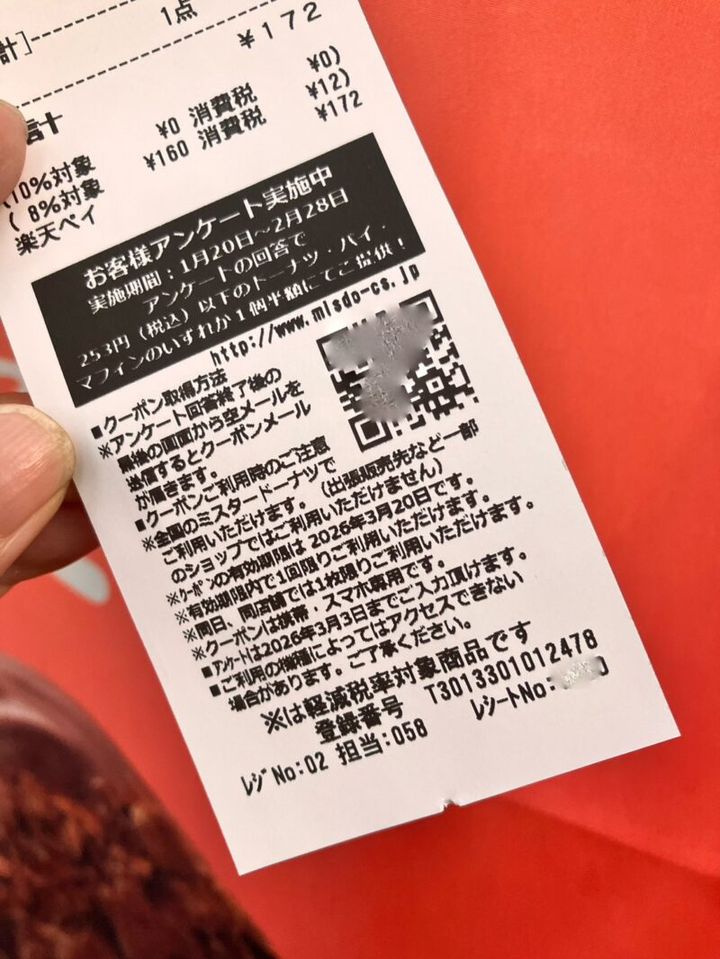 計]
1点
¥172
合計
(10%対象 ¥0 消費税 ¥0)
( 8%対象 ¥160 消費税 ¥12)
楽天ペイ ¥172
お客様アンケート実施中
実施期間：1月20日～2月28日
アンケートの回答で
253円（税込）以下のドーナツ・パイ・
マフィンのいずれか1個半額にてご提供！
http://www.misdo-cs.jp
■クーポン取得方法
※アンケート回答終了後の
最後の画面から空メールを
送信するとクーポンメール
が届きます。
■クーポンご利用時のご注意
※全国のミスタードーナツで
ご利用いただけます。（出張販売先など一部
のショップではご利用いただけません）
※クーポンの有効期限は 2026年3月20日です。
※有効期限内で1回限りご利用いただけます。
※同日、同店舗では1枚限りご利用いただけます。
※クーポンは携帯・スマホ専用です。
■アンケートは2026年3月3日までご入力頂けます。
■ご利用の機種によってはアクセスできない
場合があります。ご了承ください。
※は軽減税率対象商品です
登録番号 T3013301012478
レジNo:02 担当:058 レシートNo: